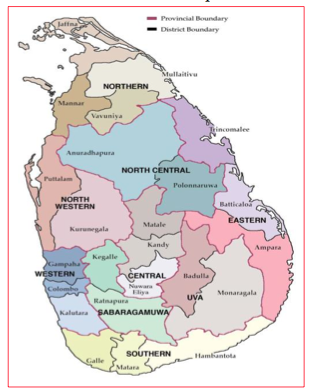 Provincial Boundary
District Boundary
Jaffna
Mullaitivu
NORTHERN
Mannar
Vavuniya
Trincomalee
Anuradhapura
NORTH CENTRAL
Puttalam
Polonnaruwa
NORTH
WESTERN
Batticaloa
EASTERN
Kurunegala
Matale
Kandy
Ampara
Gampaha
Kegalle
WESTERN
CENTRAL
Badulla
Colombo
Nuwara
Eliya
Monaragala
UVA
Ratnapura
Kalutara
SABARAGAMUWA
SOUTHERN
Hambantota
Galle
Matara